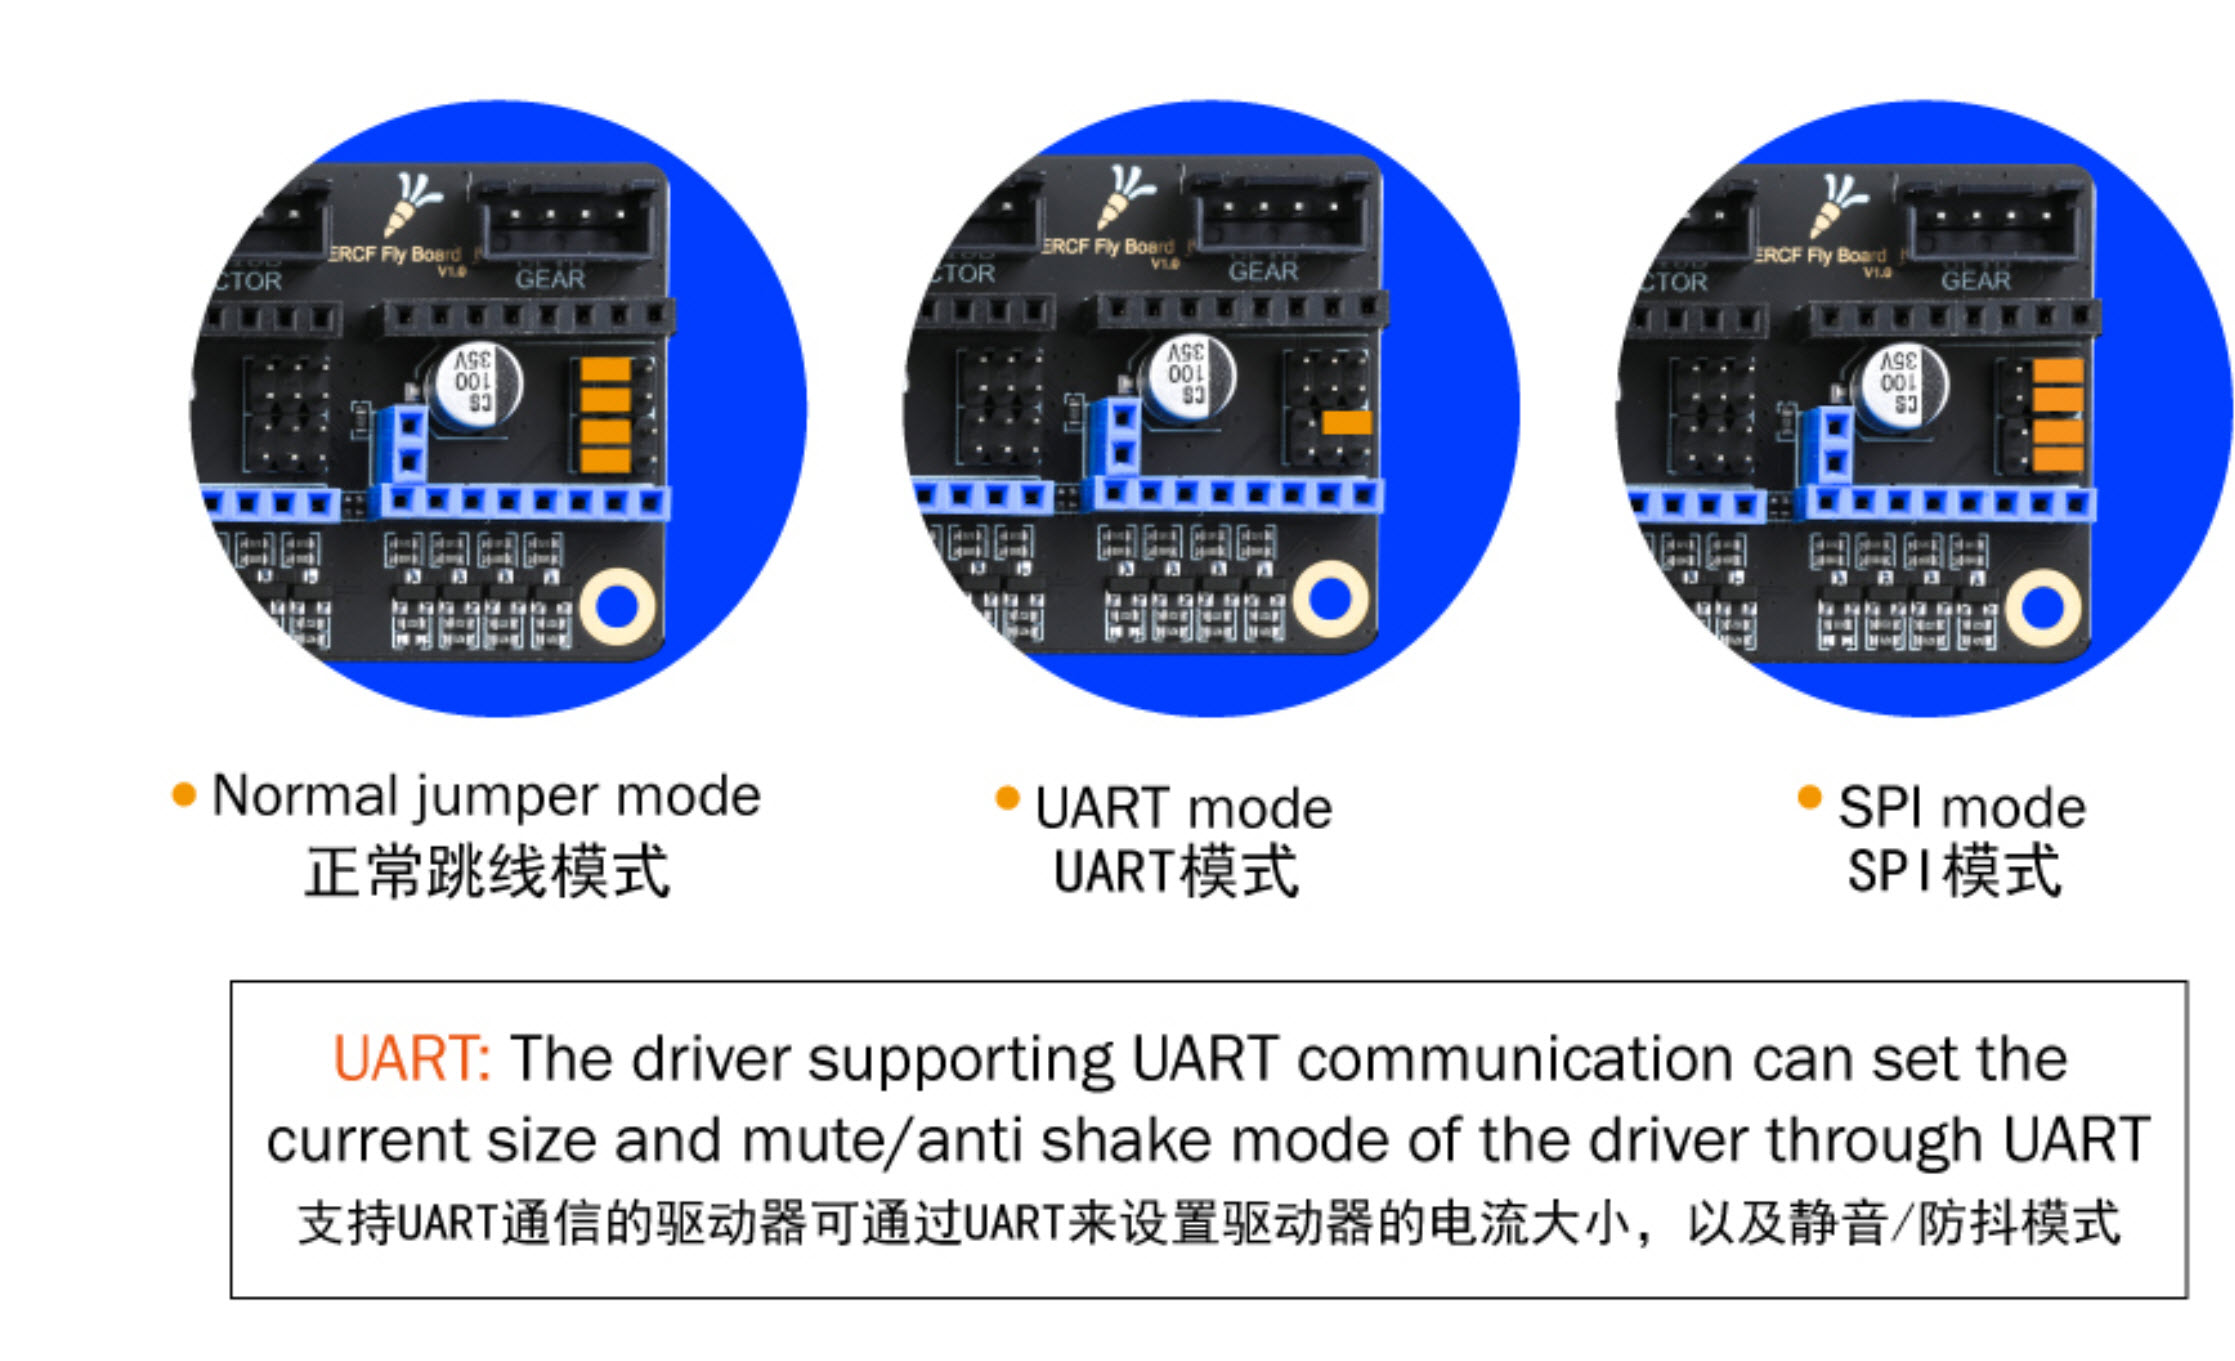 ERCF Fly Board
V1.0
CTOR
GEAR
35V
100
CS
ERCF Fly Board
V1.0
CTOR
GEAR
35V
100
CS
ERCF Fly Board
V1.0
CTOR
GEAR
35V
100
CS
Normal jumper mode
正常跳线模式
UART mode
UART模式
SPI mode
SPI模式
UART: The driver supporting UART communication can set the
current size and mute/anti shake mode of the driver through UART
支持UART通信的驱动器可通过UART来设置驱动器的电流大小，以及静音/防抖模式